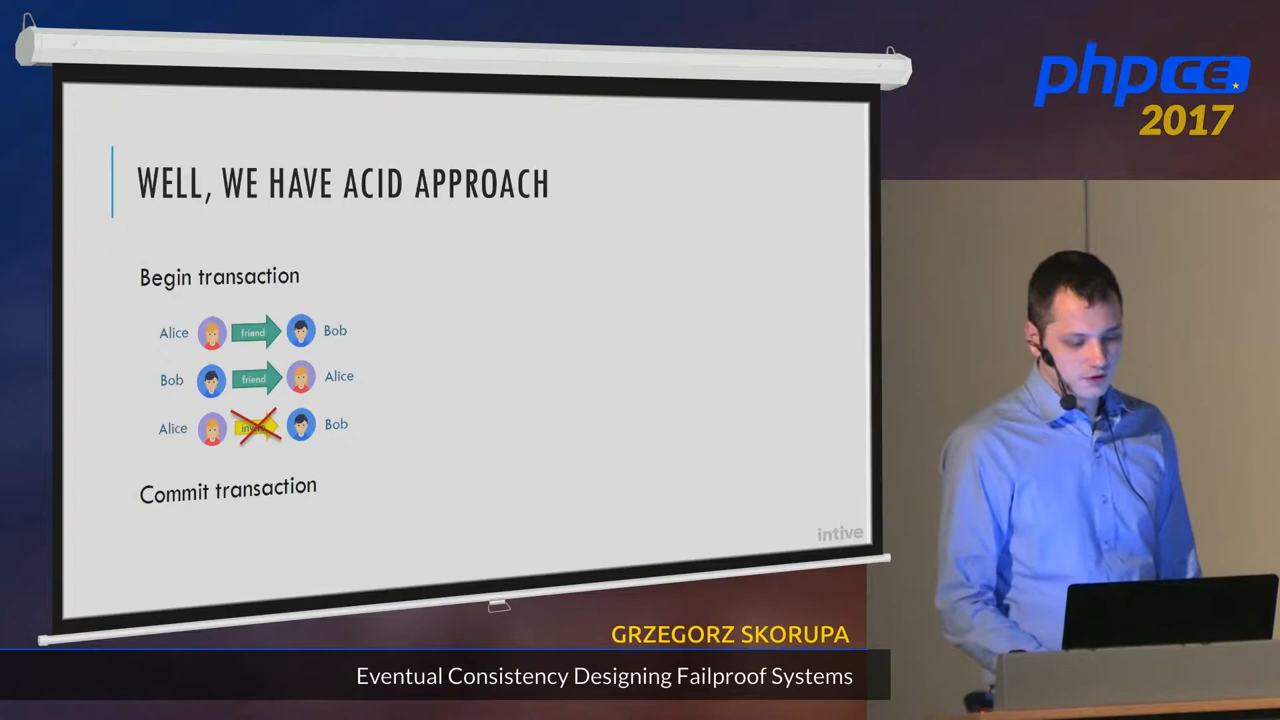 phpCE
2017
WELL, WE HAVE ACID APPROACH
Begin transaction
Alice friend Bob
Bob friend Alice
Alice Bob
Commit transaction
intive
GRZEGORZ SKORUPA
Eventual Consistency Designing Failproof Systems